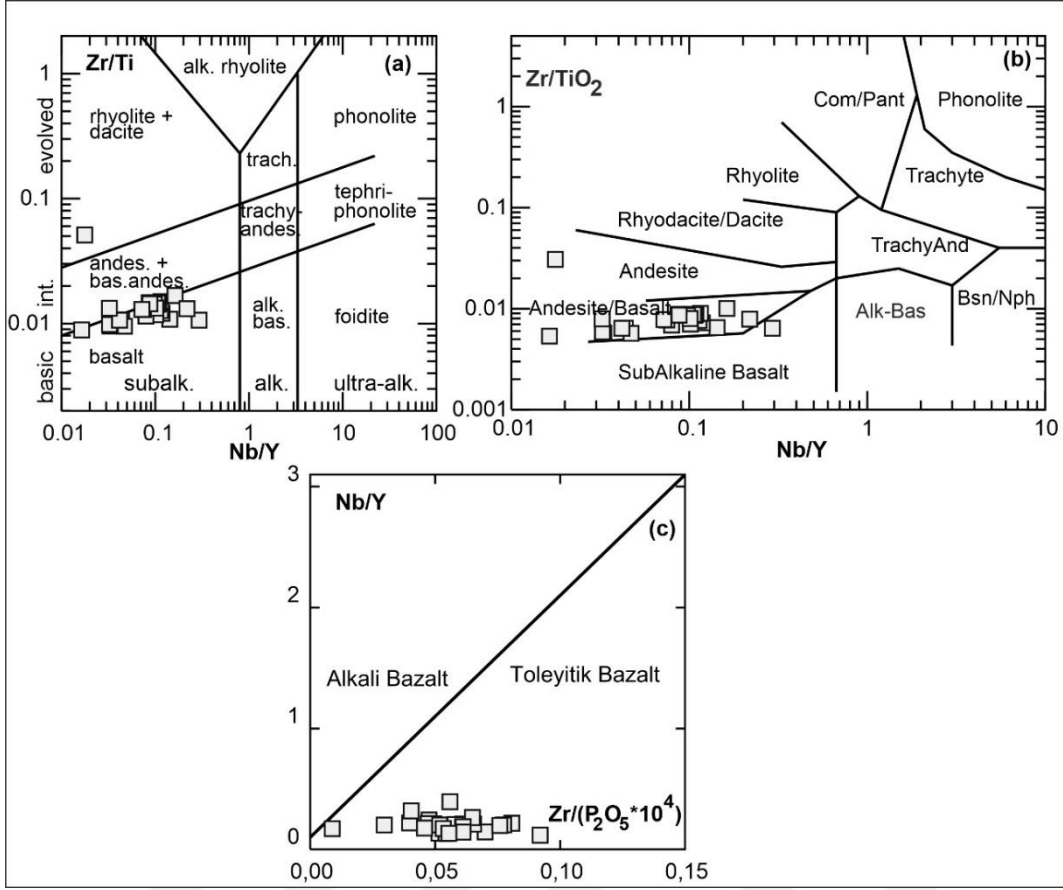 Zr/Ti
(a)
alk. rhyolite
1
rhyolite +
dacite
phonolite
evolved
trach.
0.1
tephri-
phonolite
trachy-
andes.
andes. +
bas.andes.
int.
0.01
alk.
bas.
foidite
basalt
basic
subalk.
alk.
ultra-alk.
0.01
0.1
1
10
100
Nb/Y
(b)
Zr/TiO2
1
Com/Pant
Phonolite
Rhyolite
Trachyte
0.1
Rhyodacite/Dacite
TrachyAnd
Andesite
0.01
Andesite/Basalt
Alk-Bas
Bsn/Nph
SubAlkaline Basalt
0.001
0.01
0.1
1
10
Nb/Y
3
Nb/Y
(c)
2
Alkali Bazalt
Toleyitik Bazalt
1
Zr/(P2O5*10^4)
0
0,00
0,05
0,10
0,15